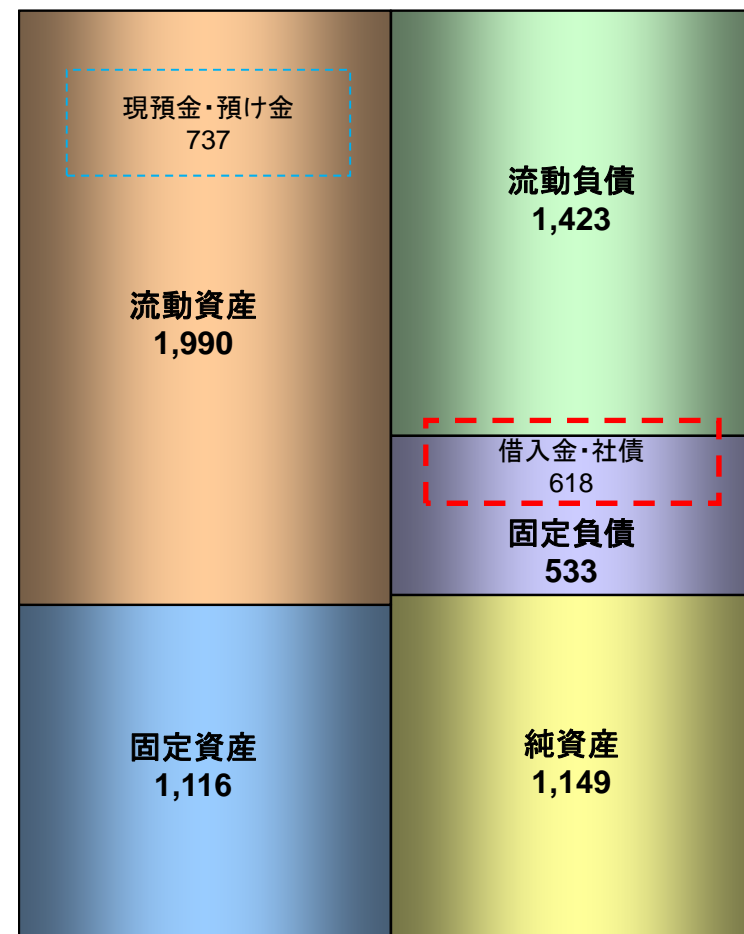 現預金・預け金
737
流動資産
1,990
固定資産
1,116
流動負債
1,423
借入金・社債
618
固定負債
533
純資産
1,149